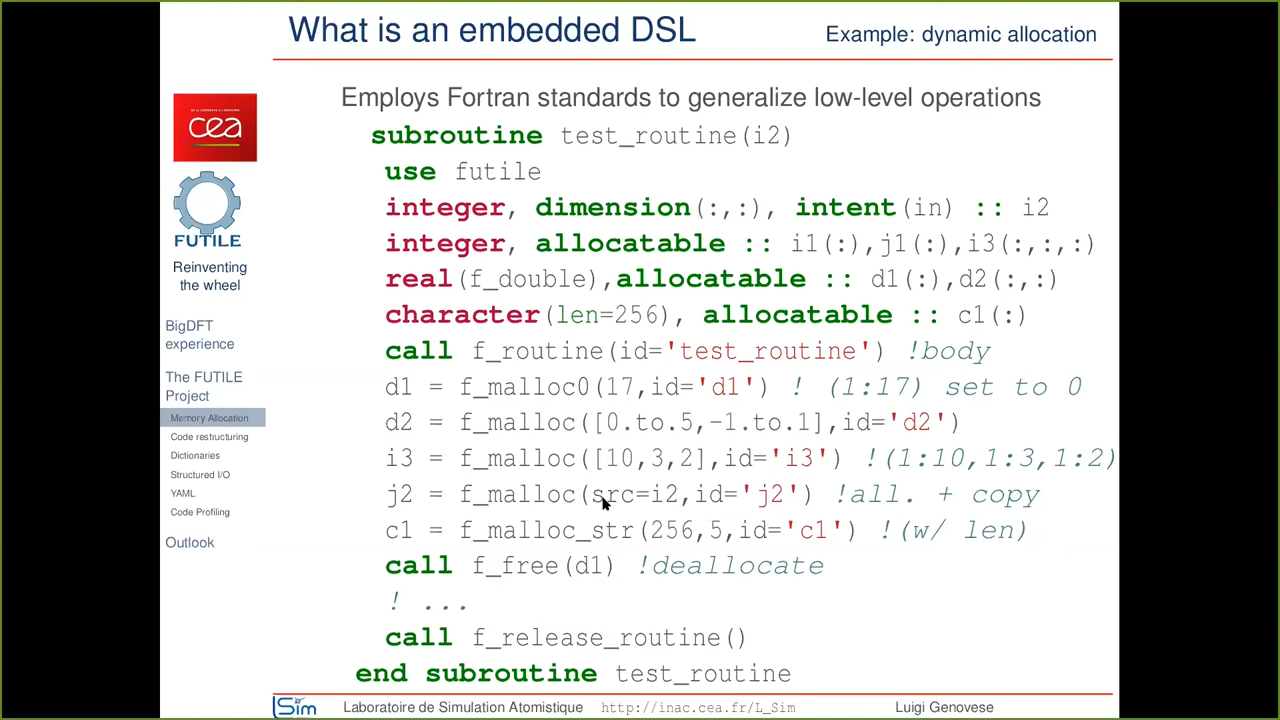 What is an embedded DSL
Example: dynamic allocation
cea
FUTILE
Reinventing
the wheel
BigDFT
experience
The FUTILE
Project
Memory Allocation
Code restructuring
Dictionaries
Structured I/O
YAML
Code Profiling
Outlook
Employs Fortran standards to generalize low-level operations
subroutine test_routine(i2)
use futile
integer, dimension(:,:), intent(in) :: i2
integer, allocatable :: i1(:),j1(:),i3(:,:,:)
real(f_double),allocatable :: d1(:),d2(:,:)
character(len=256), allocatable :: c1(:)
call f_routine(id='test_routine') !body
d1 = f_malloc0(17,id='d1') ! (1:17) set to 0
d2 = f_malloc([0.to.5,-1.to.1],id='d2')
i3 = f_malloc([10,3,2],id='i3') !(1:10,1:3,1:2)
j2 = f_malloc(src=i2,id='j2') !all. + copy
c1 = f_malloc_str(256,5,id='c1') !(w/ len)
call f_free(d1) !deallocate
! ...
call f_release_routine()
end subroutine test_routine
LSim
Laboratoire de Simulation Atomistique http://inac.cea.fr/L_Sim Luigi Genovese